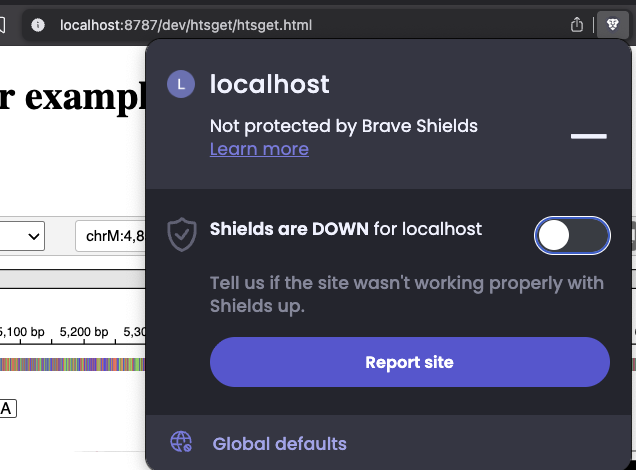 localhost:8787/dev/htsget/htsget.html
r exampl
L
localhost
Not protected by Brave Shields
Learn more
chrM:4,8
Shields are DOWN for localhost
Tell us if the site wasn't working properly with
Shields up.
5,100 bp 5,200 bp 5,30
Report site
A
Global defaults